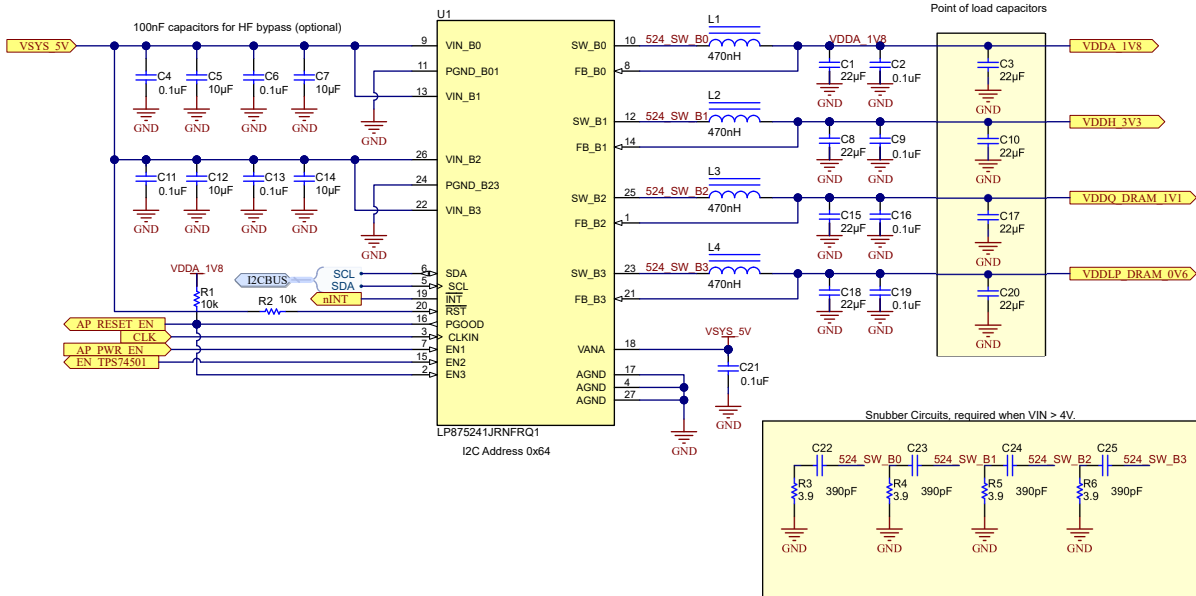 Point of load capacitors
100nF capacitors for HF bypass (optional)
U1
VSYS_5V
9 VIN_B0
11 PGND_B01
13 VIN_B1
26 VIN_B2
24 PGND_B23
22 VIN_B3
6 SDA
5 SCL
19 INT
20 RST
16 PGOOD
3 CLKIN
7 EN1
15 EN2
2 EN3
SW_B0 10
FB_B0 8
SW_B1 12
FB_B1 14
SW_B2 25
FB_B2 1
SW_B3 23
FB_B3 21
VANA 18
AGND 17
AGND 4
AGND 27
LP875241JRNFRQ1
I2C Address 0x64
C4 0.1uF
C5 10µF
C6 0.1uF
C7 10µF
GND GND GND GND
GND
C11 0.1uF
C12 10µF
C13 0.1uF
C14 10µF
GND GND GND GND
GND
VDDA_1V8
R1
10k
I2CBUS
SCL
SDA
nINT
R2 10k
AP_RESET_EN
CLK
AP_PWR_EN
EN_TPS74501
L1
524_SW_B0
470nH
VDDA_1V8
C1 22µF
C2 0.1uF
C3 22µF
GND GND GND
VDDA_1V8
L2
524_SW_B1
470nH
C8 22µF
C9 0.1uF
C10 22µF
GND GND GND
VDDH_3V3
L3
524_SW_B2
470nH
C15 22µF
C16 0.1uF
C17 22µF
GND GND GND
VDDQ_DRAM_1V1
L4
524_SW_B3
470nH
C18 22µF
C19 0.1uF
C20 22µF
GND GND GND
VDDLP_DRAM_0V6
VSYS_5V
C21
0.1uF
GND
GND
Snubber Circuits, required when VIN > 4V.
C22 524_SW_B0 C23 524_SW_B1 C24 524_SW_B2 C25 524_SW_B3
R3 3.9 390pF
R4 3.9 390pF
R5 3.9 390pF
R6 3.9 390pF
GND GND GND GND